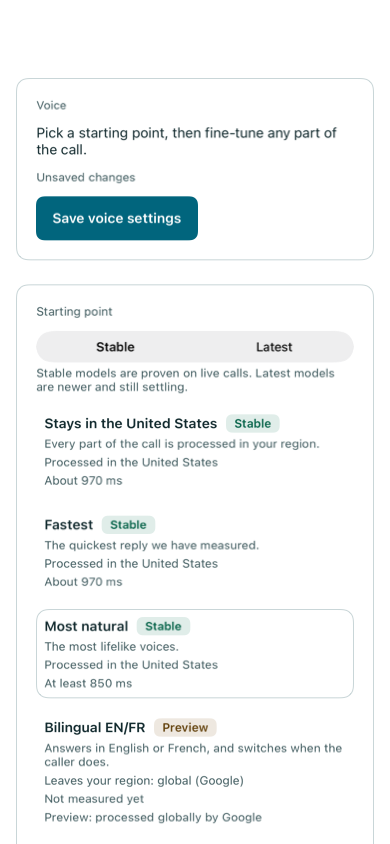 Voice
Pick a starting point, then fine-tune any part of
the call.
Unsaved changes
Save voice settings
Starting point
Stable Latest
Stable models are proven on live calls. Latest models
are newer and still settling.
Stays in the United States Stable
Every part of the call is processed in your region.
Processed in the United States
About 970 ms
Fastest Stable
The quickest reply we have measured.
Processed in the United States
About 970 ms
Most natural Stable
The most lifelike voices.
Processed in the United States
At least 850 ms
Bilingual EN/FR Preview
Answers in English or French, and switches when the
caller does.
Leaves your region: global (Google)
Not measured yet
Preview: processed globally by Google